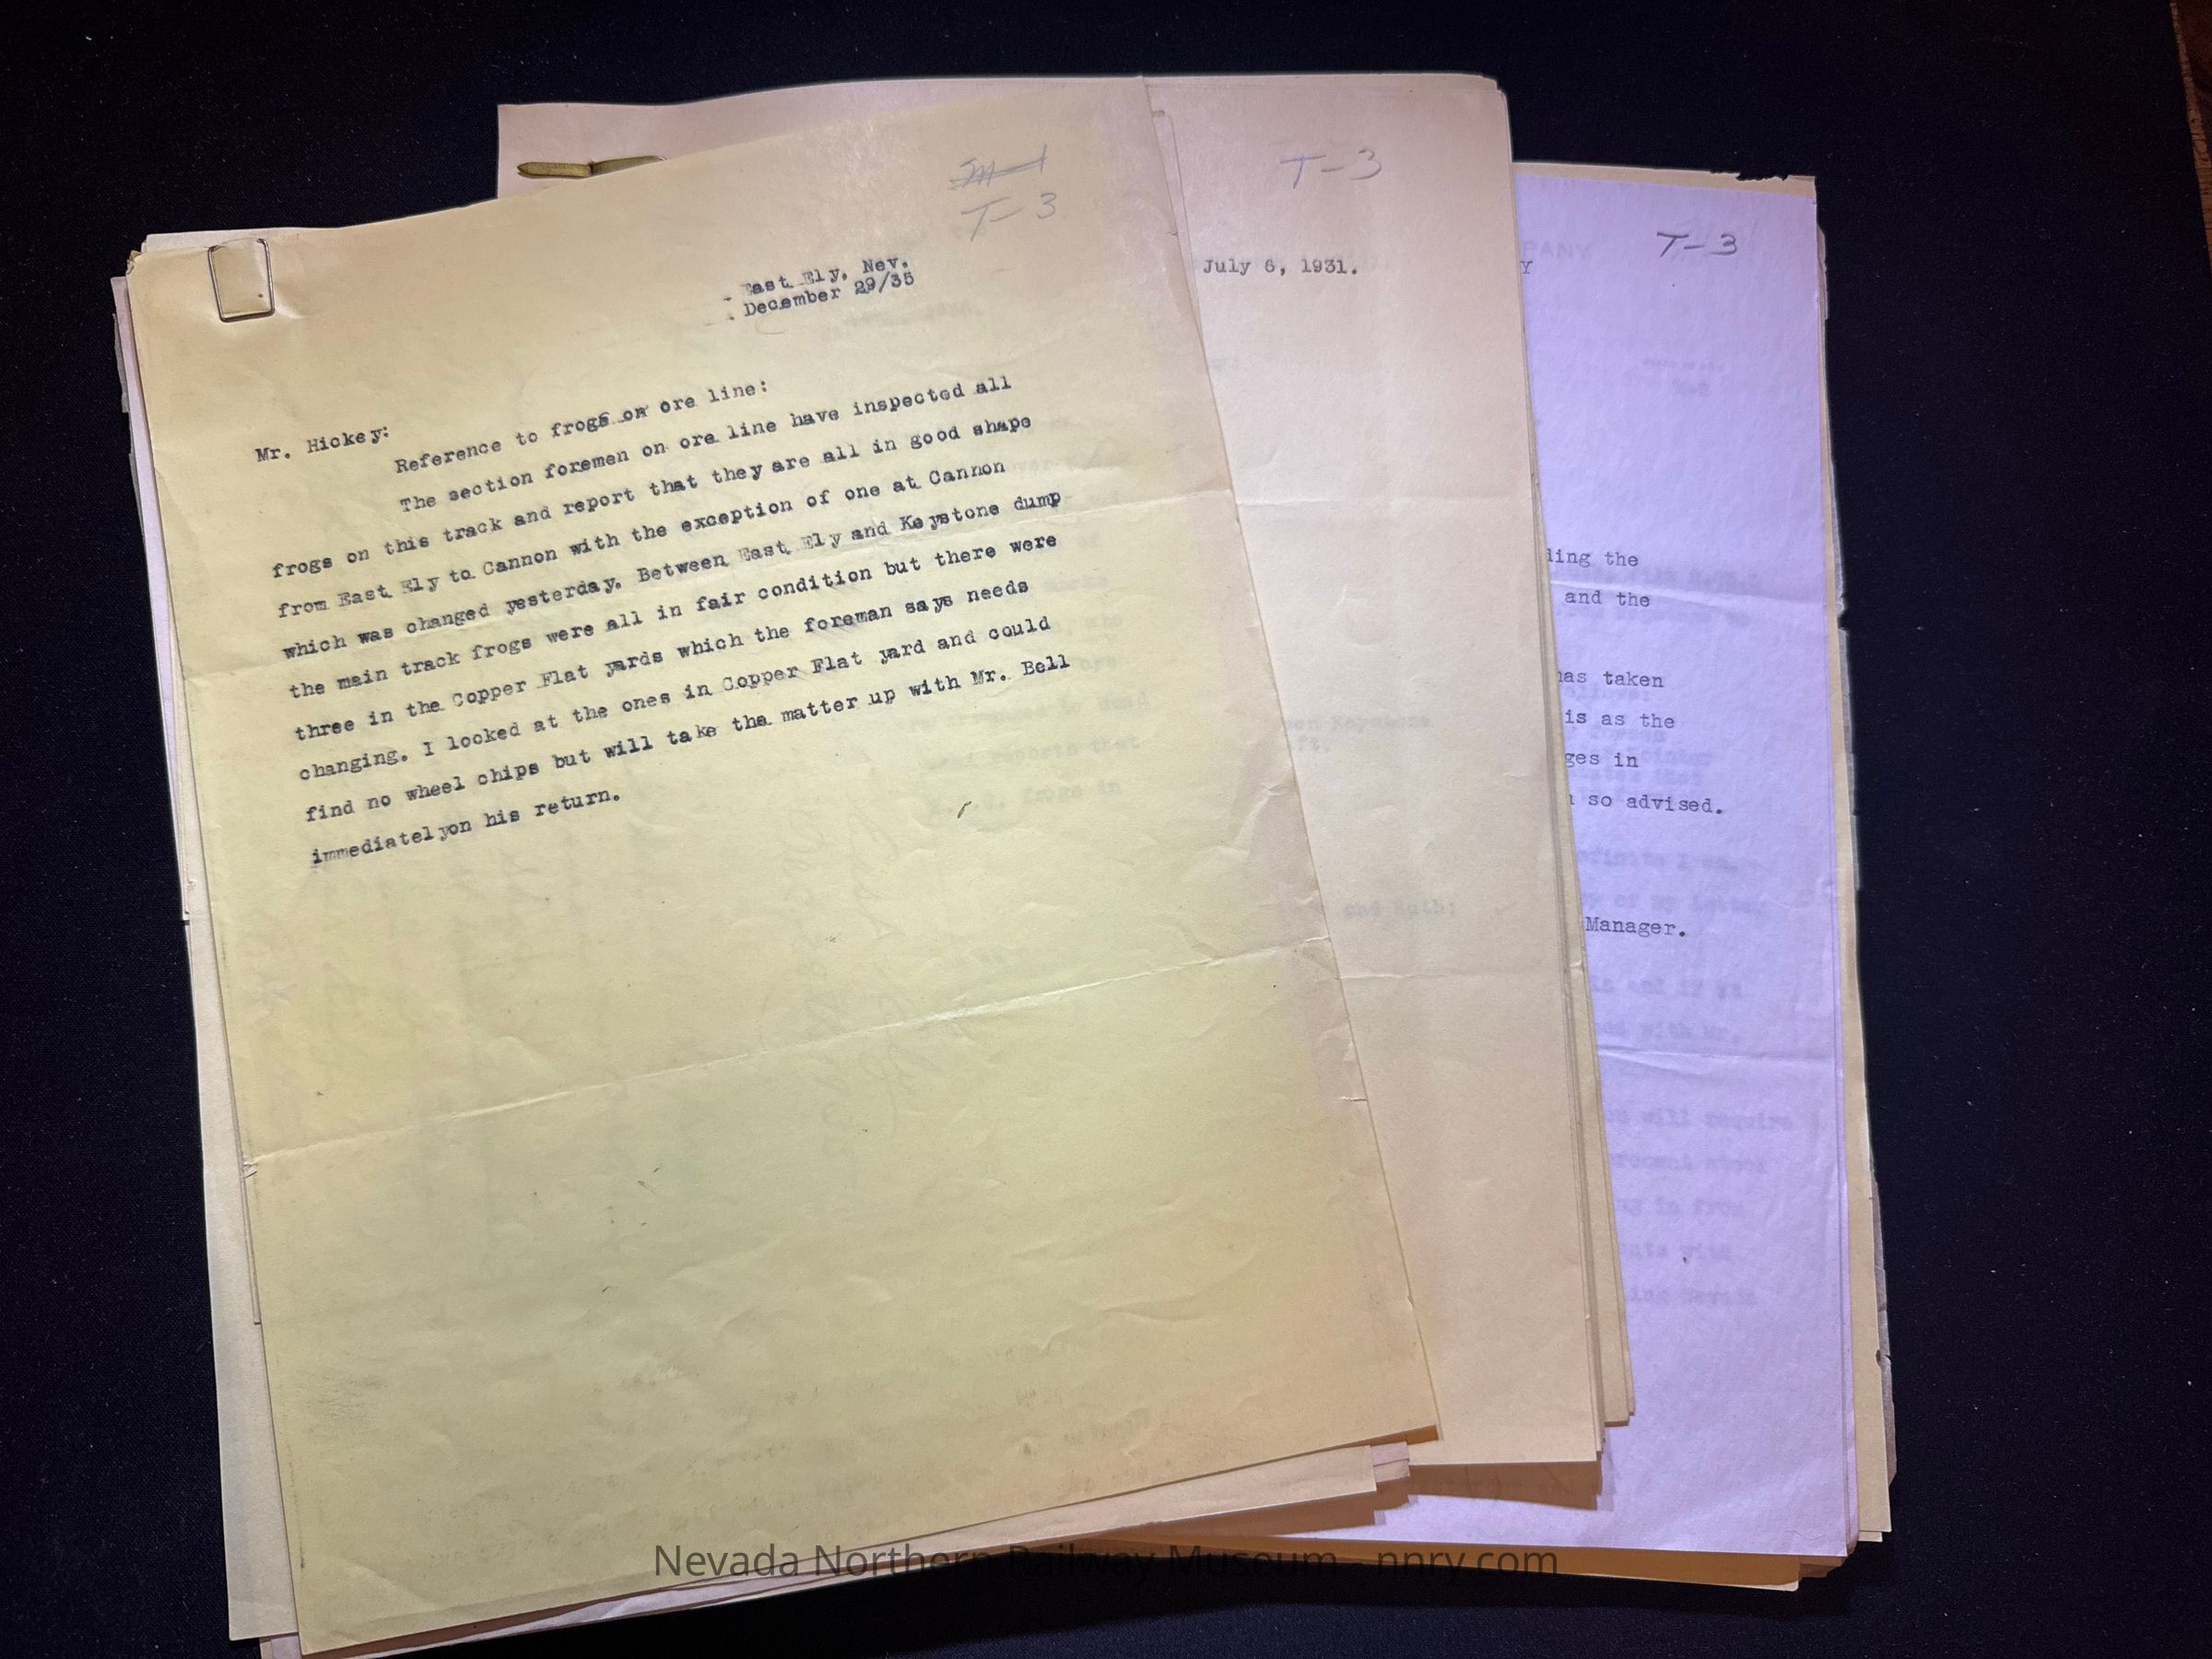 M-1
T-3
East Ely, Nev.
December 29/35
Mr. Hickey:
Reference to frogs on ore line:
The section foremen on ore line have inspected all
frogs on this track and report that they are all in good shape
from East Ely to Cannon with the exception of one at Cannon
which was changed yesterday. Between East Ely and Keystone dump
the main track frogs were all in fair condition but there were
three in the Copper Flat yards which the foreman says needs
changing. I looked at the ones in Copper Flat yard and could
find no wheel chips but will take the matter up with Mr. Bell
immediatelyon his return.
T-3
July 6, 1931.
and Ruth:
T-3
PANY
Y
ling the
and the
has taken
is as the
ges in
so advised.
Manager.
will require
Nevada Northern Railway Museum - nnry.com